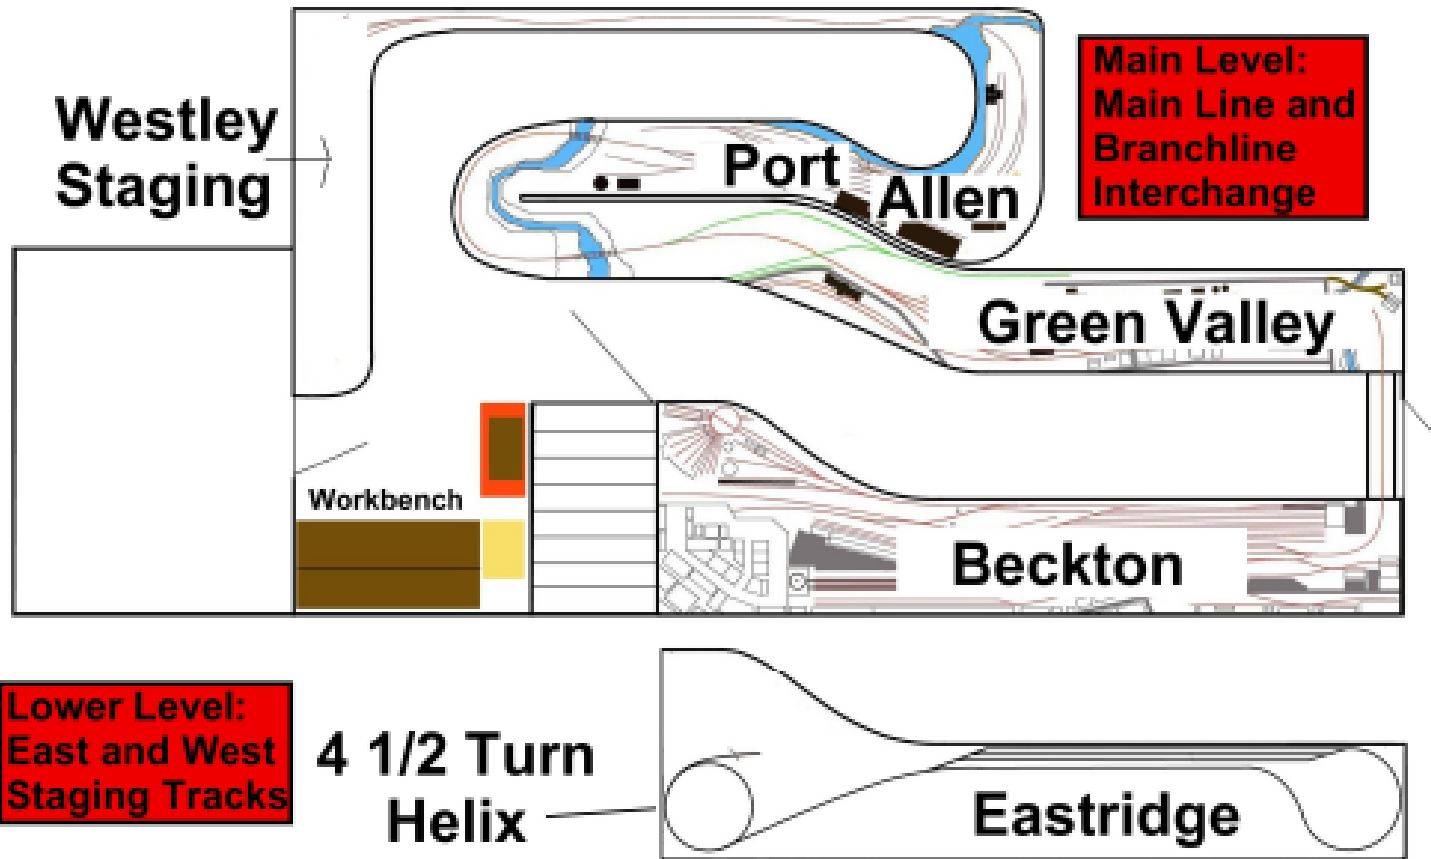 Westley
Staging
Port
Allen
Main Level:
Main Line and
Branchline
Interchange
Green Valley
Workbench
Beckton
Lower Level:
East and West
Staging Tracks
4 1/2 Turn
Helix
Eastridge